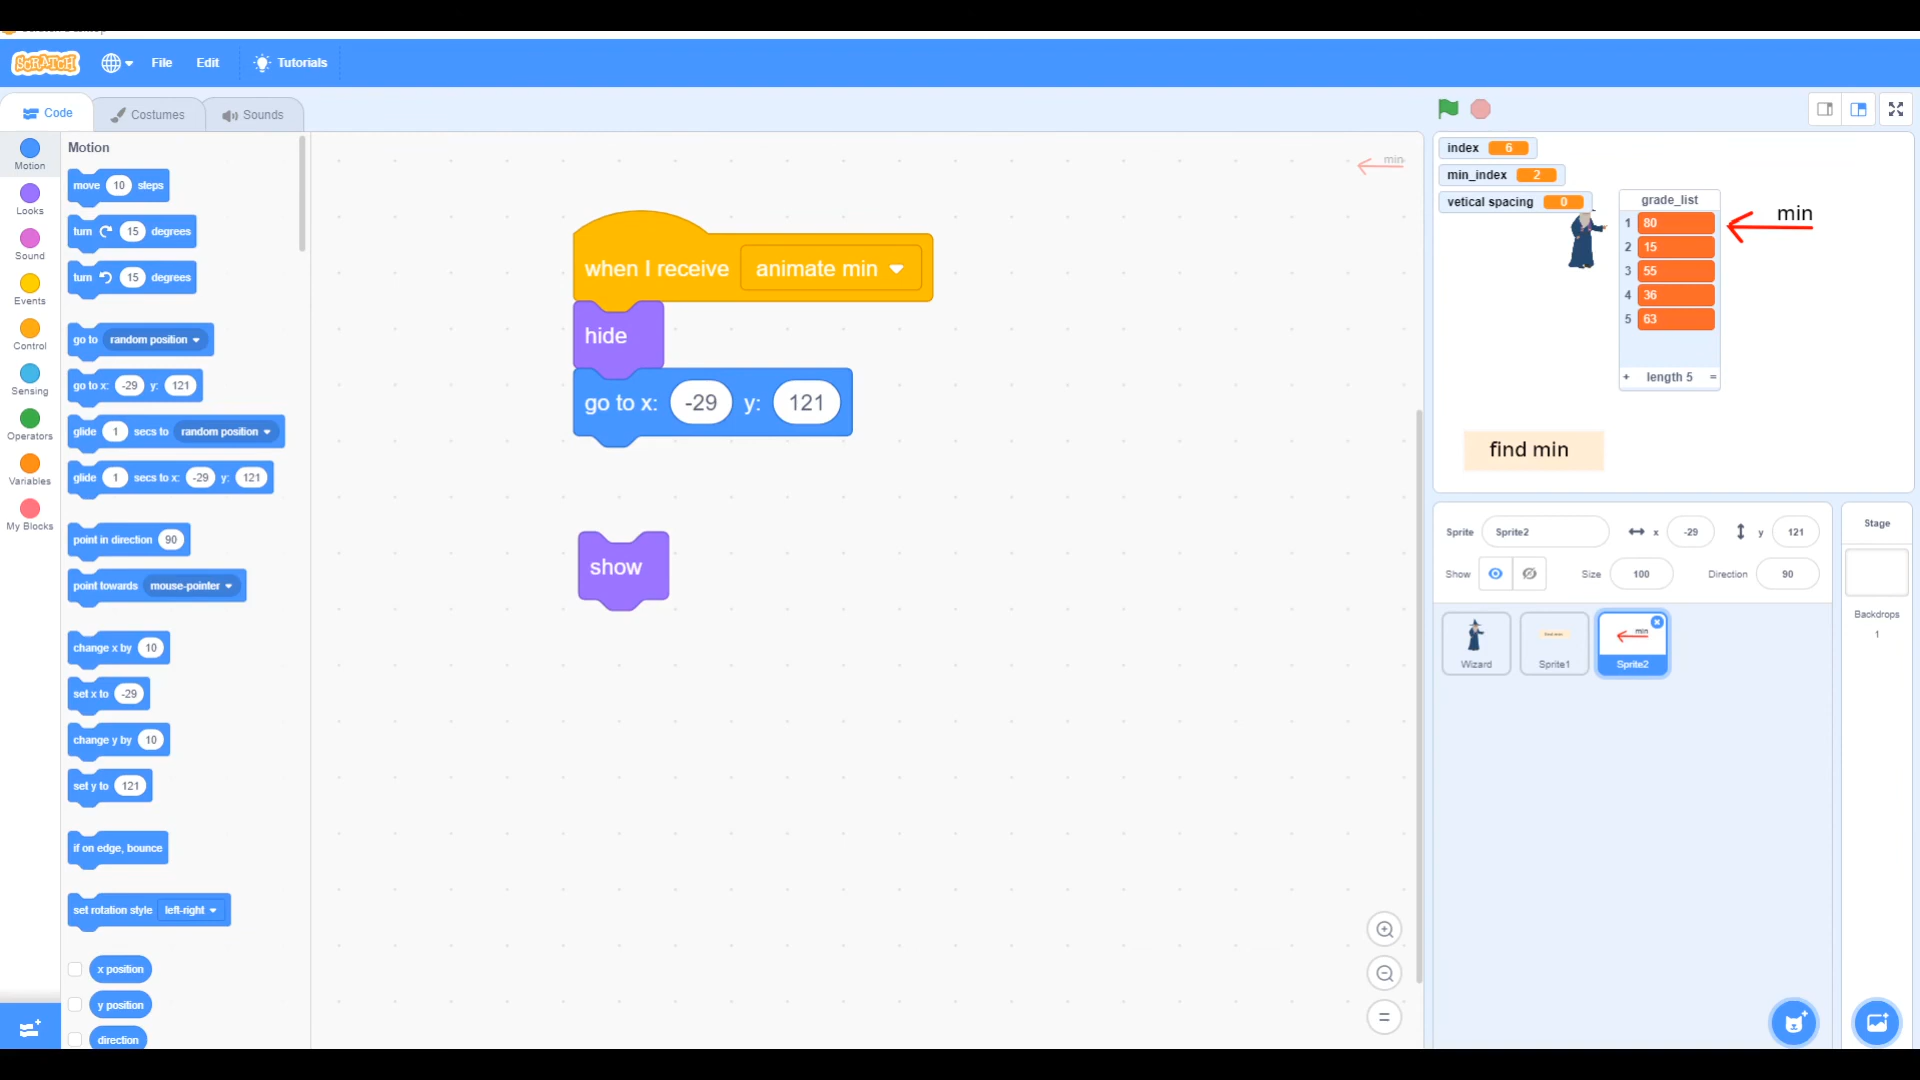 SCRATCH File Edit Tutorials
Code Costumes Sounds
Motion
Looks
Sound
Events
Control
Sensing
Operators
Variables
My Blocks
Motion
move 10 steps
turn 15 degrees
turn 15 degrees
go to random position
go to x: -29 y: 121
glide 1 secs to random position
glide 1 secs to x: -29 y: 121
point in direction 90
point towards mouse-pointer
change x by 10
set x to -29
change y by 10
set y to 121
if on edge, bounce
set rotation style left-right
x position
y position
direction
min
when I receive animate min
hide
go to x: -29 y: 121
show
index 6
min_index 2
vetical spacing 0
grade_list
1 80
2 15
3 55
4 36
5 63
+ length 5 =
min
find min
Sprite Sprite2 x -29 y 121
Show Size 100 Direction 90
Wizard
find min
Sprite1
min
Sprite2
Stage
Backdrops
1